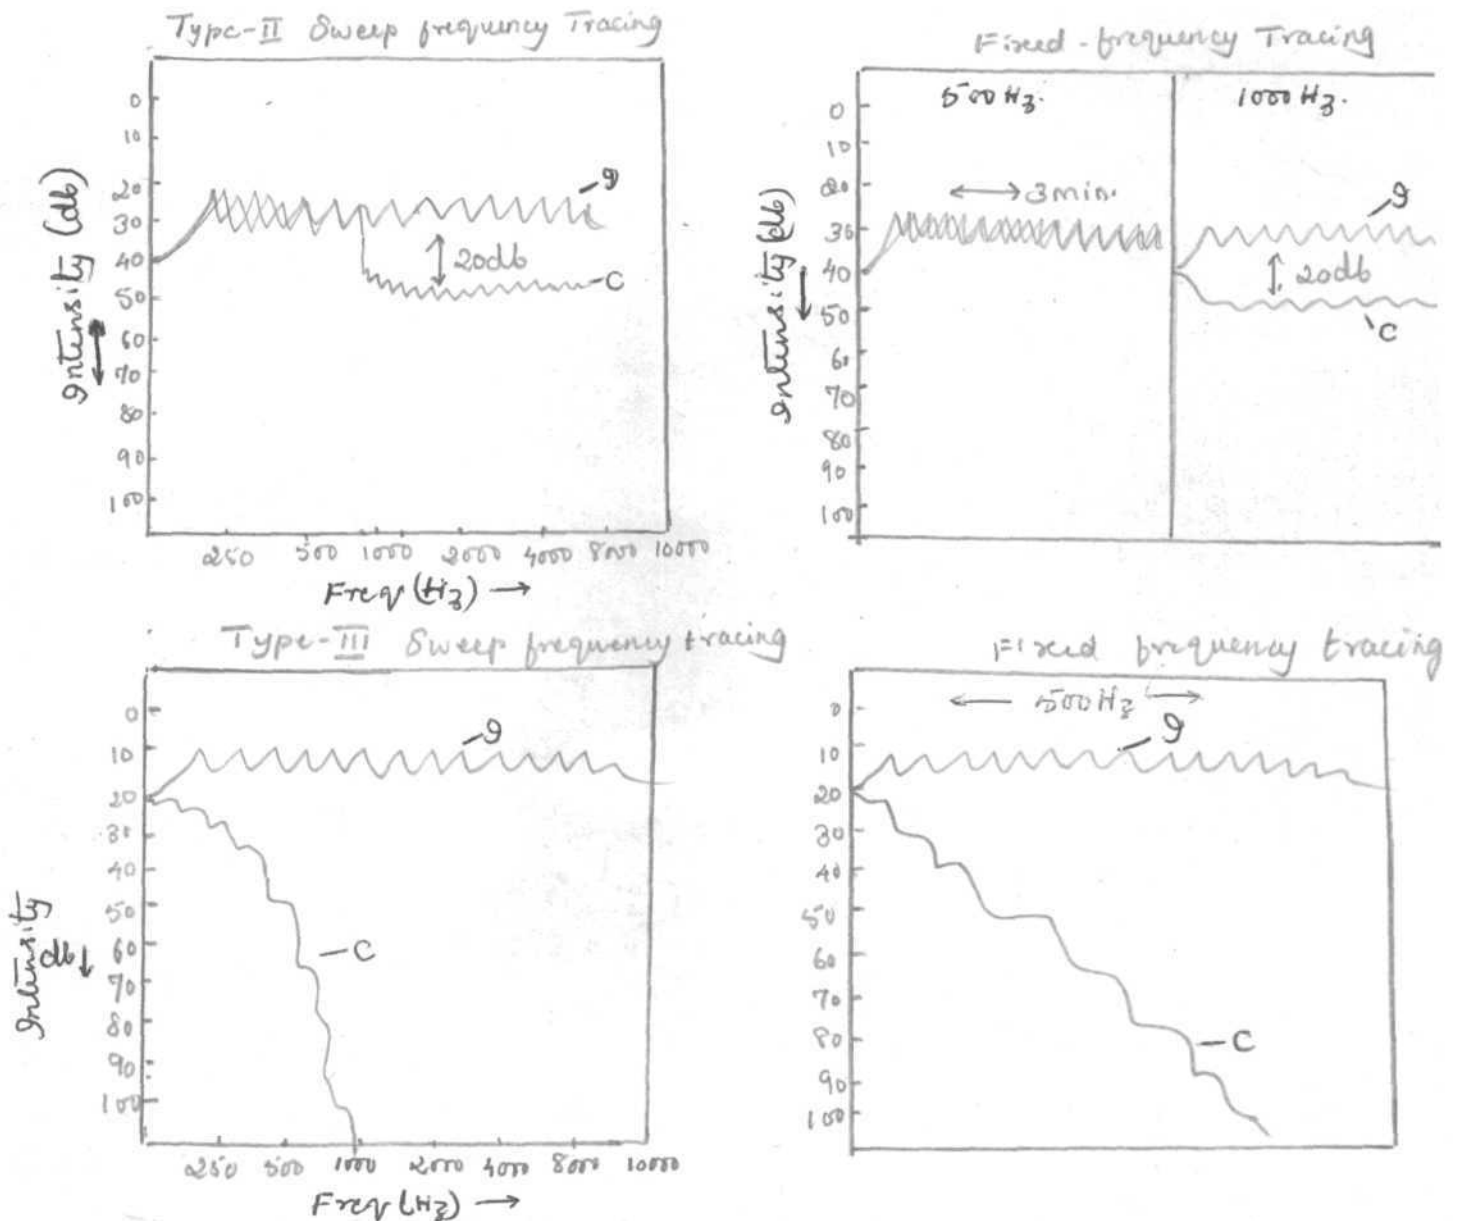 Type-II Sweep frequency Tracing
0
10
20
30
40
50
60
70
80
90
100
Intensity (db)
I
20db
C
250 500 1000 2000 4000 8000 10000
Freq (Hz) →
Fixed-frequency Tracing
500 Hz.
1000 Hz.
0
10
20
30
40
50
60
70
80
90
100
Intensity (db)
3 min.
I
20db
C
Type-III Sweep frequency tracing
0
10
20
30
40
50
60
70
80
90
100
Intensity
db ↓
I
C
250 500 1000 2000 4000 8000 10000
Freq (Hz) →
Fixed frequency tracing
← 500 Hz →
0
10
20
30
40
50
60
70
80
90
100
I
C